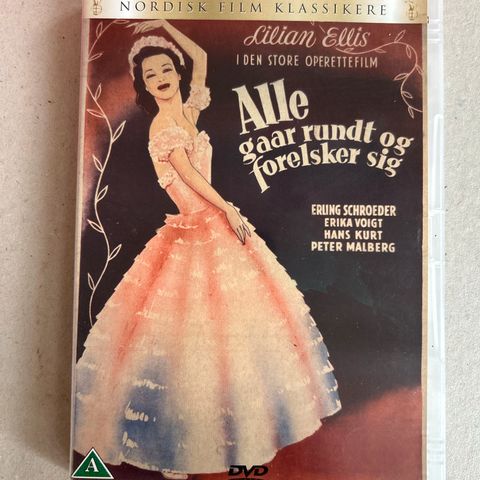 NORDISK FILM KLASSIKERE
Lilian Ellis
I DEN STORE OPERETTEFILM
Alle
gaar rundt og
forelsker sig
ERLING SCHROEDER
ERIKA VOIGT
HANS KURT
PETER MALBERG
A
DVD